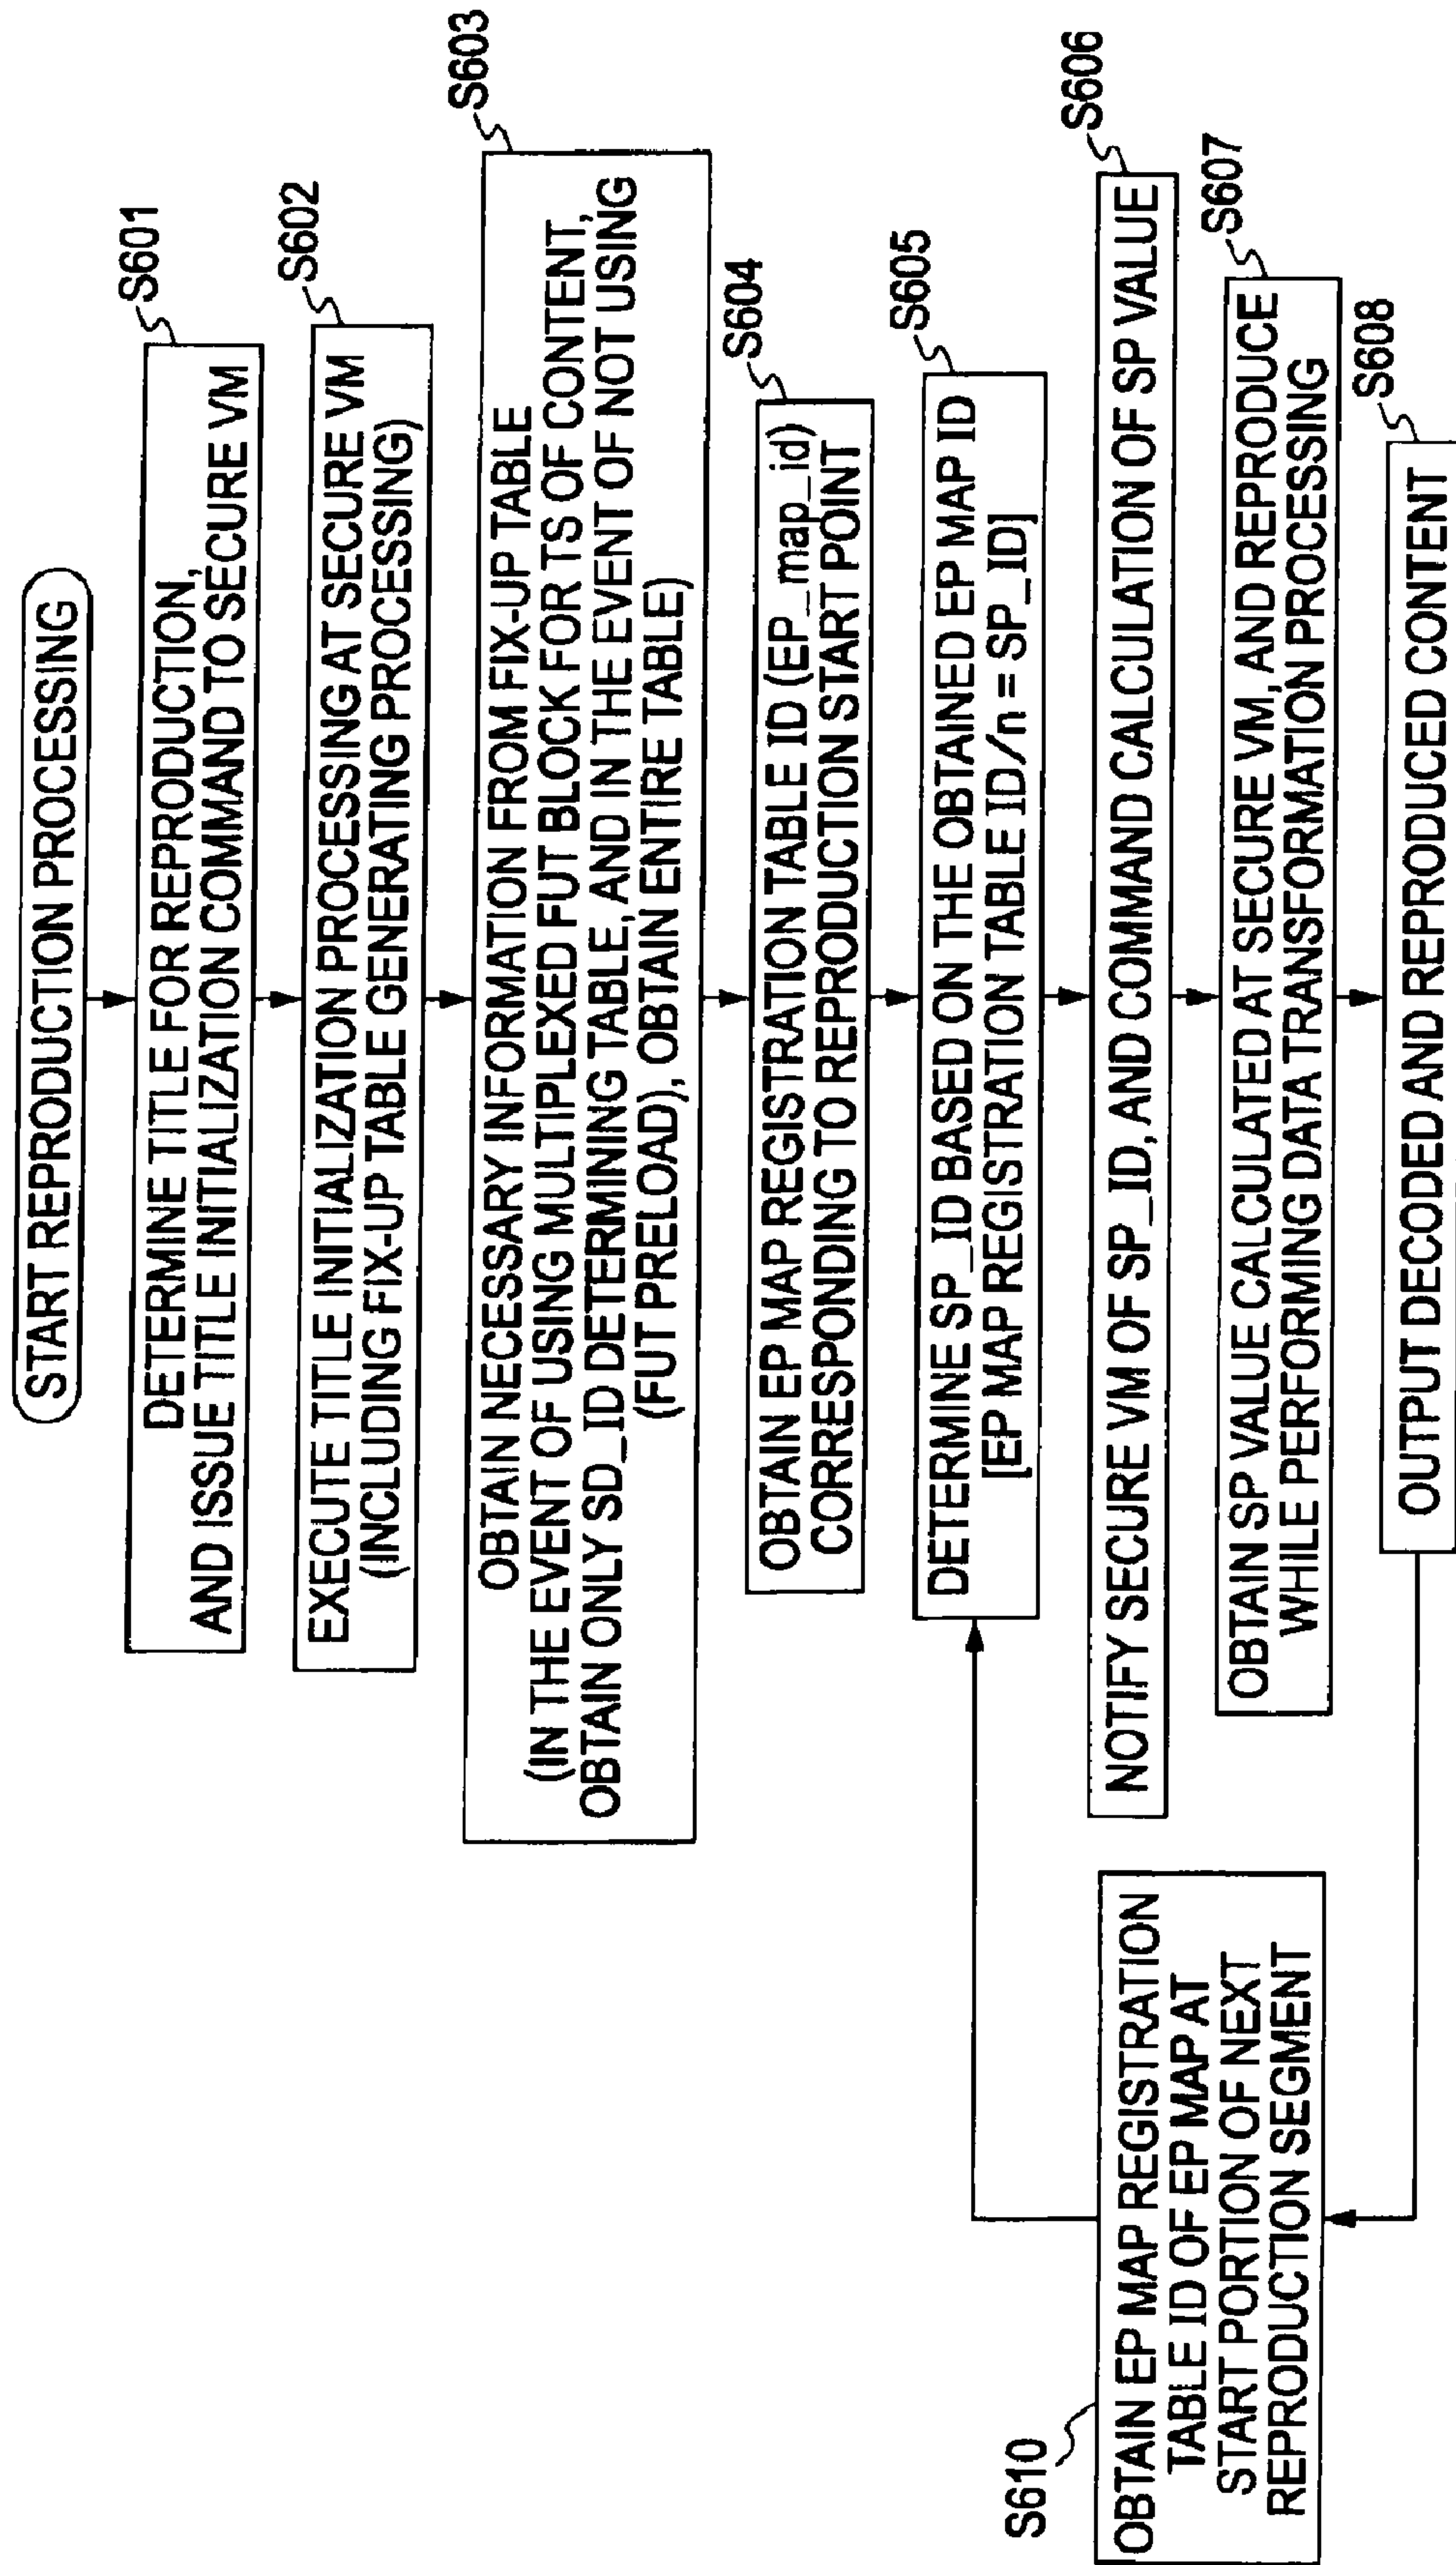 START REPRODUCTION PROCESSING
S601
DETERMINE TITLE FOR REPRODUCTION,
AND ISSUE TITLE INITIALIZATION COMMAND TO SECURE VM
S602
EXECUTE TITLE INITIALIZATION PROCESSING AT SECURE VM
(INCLUDING FIX-UP TABLE GENERATING PROCESSING)
S603
OBTAIN NECESSARY INFORMATION FROM FIX-UP TABLE
(IN THE EVENT OF USING MULTIPLEXED FUT BLOCK FOR TS OF CONTENT,
OBTAIN ONLY SD_ID DETERMINING TABLE, AND IN THE EVENT OF NOT USING
(FUT PRELOAD), OBTAIN ENTIRE TABLE)
S604
OBTAIN EP MAP REGISTRATION TABLE ID (EP_map_id)
CORRESPONDING TO REPRODUCTION START POINT
S605
DETERMINE SP_ID BASED ON THE OBTAINED EP MAP ID
[EP MAP REGISTRATION TABLE ID/n = SP_ID]
S606
NOTIFY SECURE VM OF SP_ID, AND COMMAND CALCULATION OF SP VALUE
S607
OBTAIN SP VALUE CALCULATED AT SECURE VM, AND REPRODUCE
WHILE PERFORMING DATA TRANSFORMATION PROCESSING
S608
OUTPUT DECODED AND REPRODUCED CONTENT
S610
OBTAIN EP MAP REGISTRATION
TABLE ID OF EP MAP AT
START PORTION OF NEXT
REPRODUCTION SEGMENT